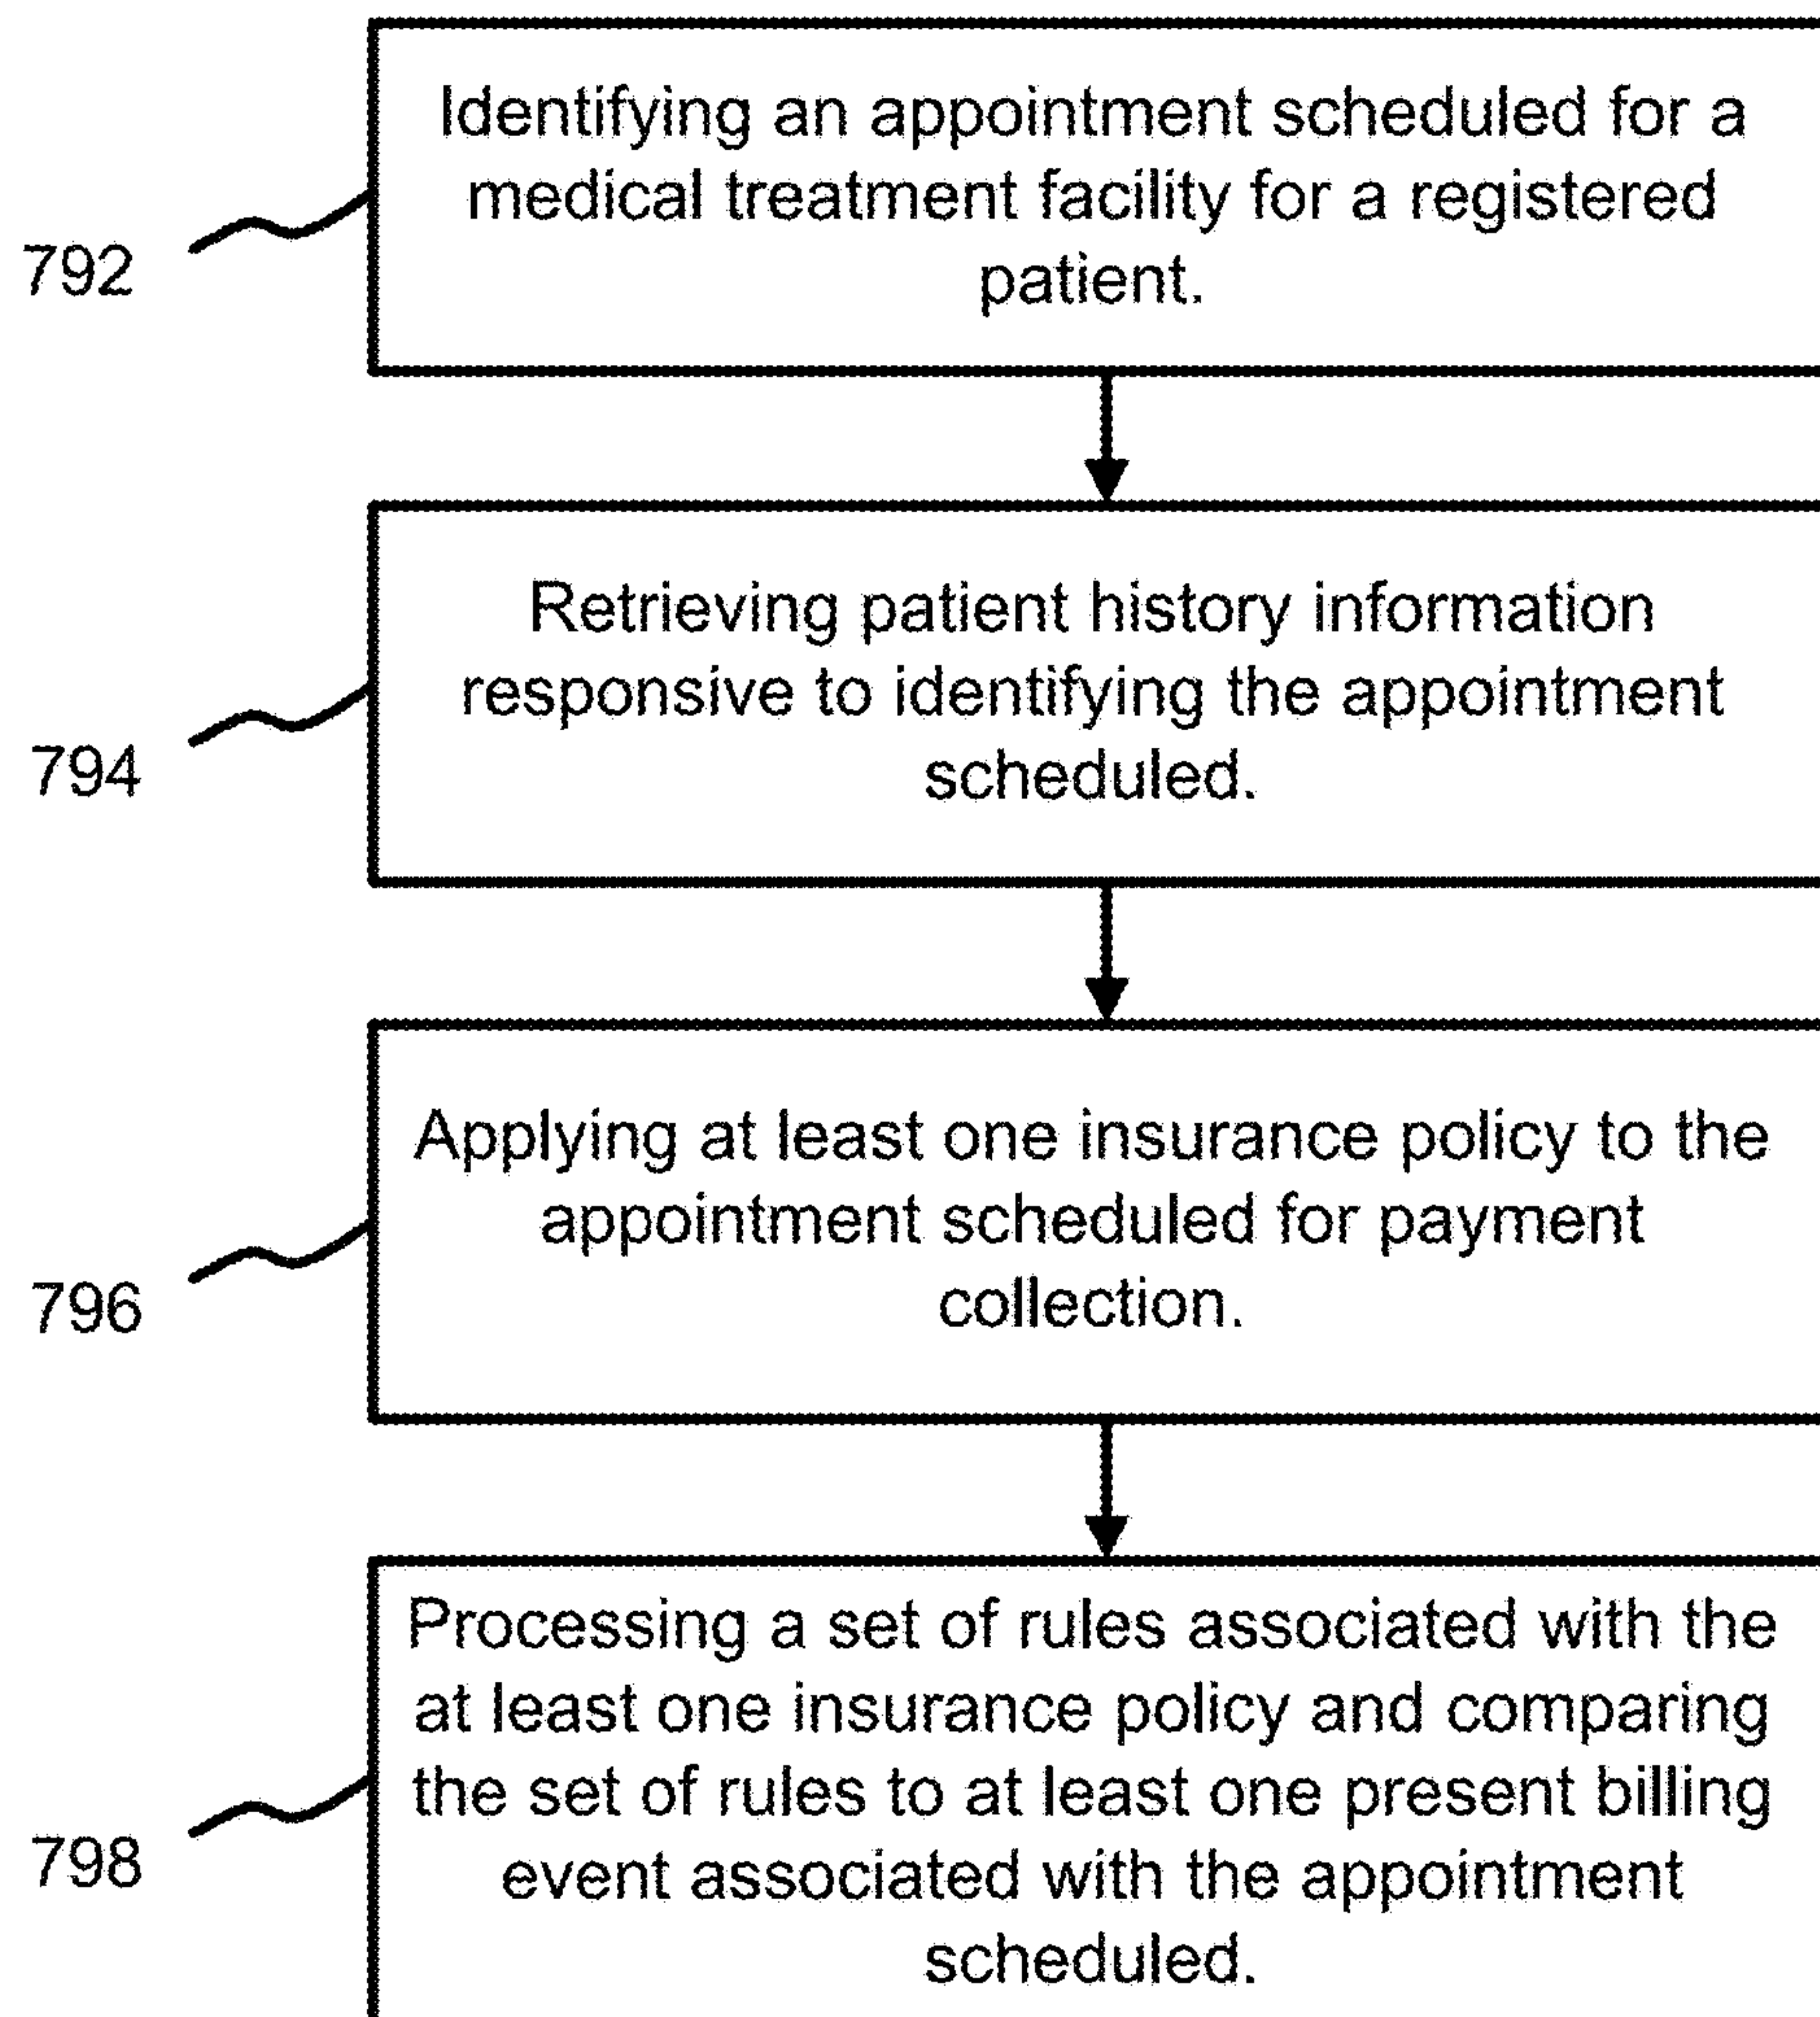 Identifying an appointment scheduled for a
medical treatment facility for a registered
patient.
792
Retrieving patient history information
responsive to identifying the appointment
scheduled.
794
Applying at least one insurance policy to the
appointment scheduled for payment
collection.
796
Processing a set of rules associated with the
at least one insurance policy and comparing
the set of rules to at least one present billing
event associated with the appointment
scheduled.
798